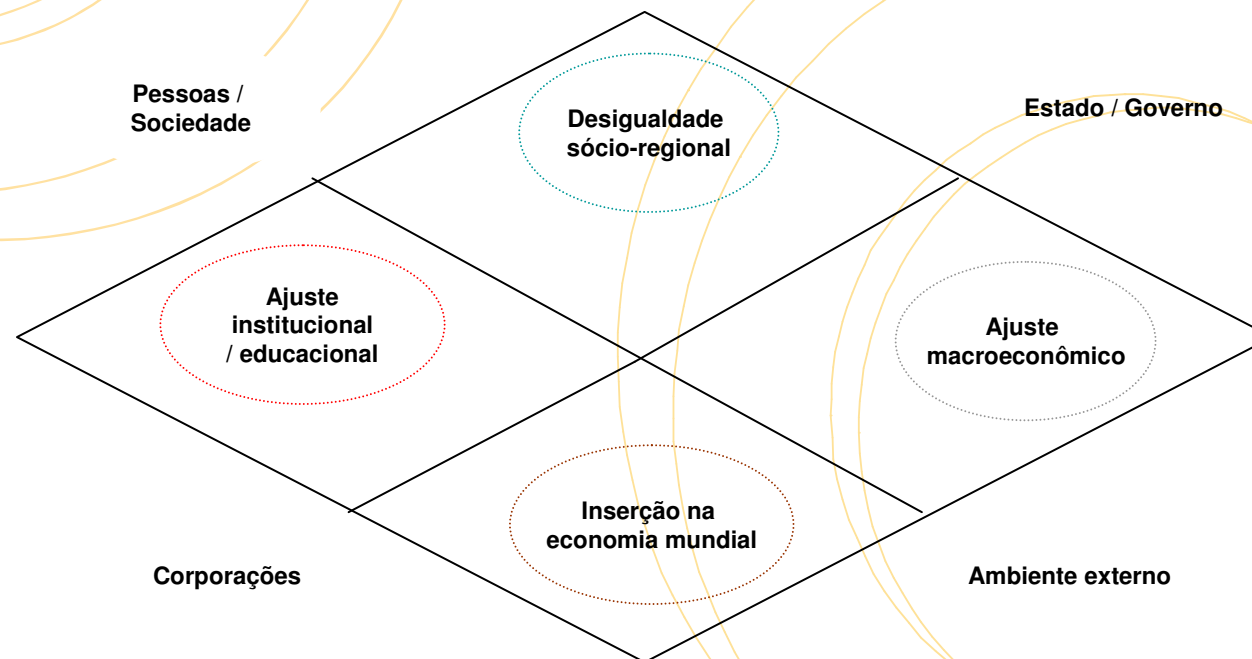 Pessoas /
Sociedade
Desigualdade
sócio-regional
Estado / Governo
Ajuste
institucional
/ educacional
Ajuste
macroeconômico
Inserção na
economia mundial
Corporações
Ambiente externo